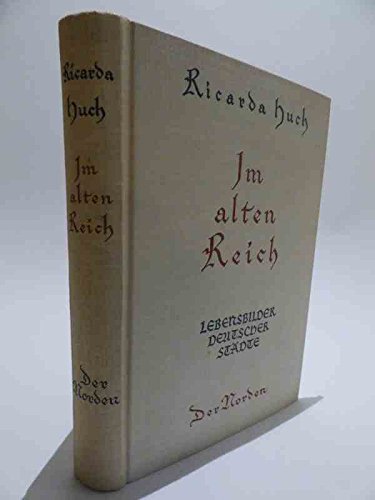 Ricarda
Huch
Im
alten
Reich
Der
Norden
Ricarda Huch
Im
alten
Reich
LEBENSBILDER
DEUTSCHER
STÄDTE
Der Norden